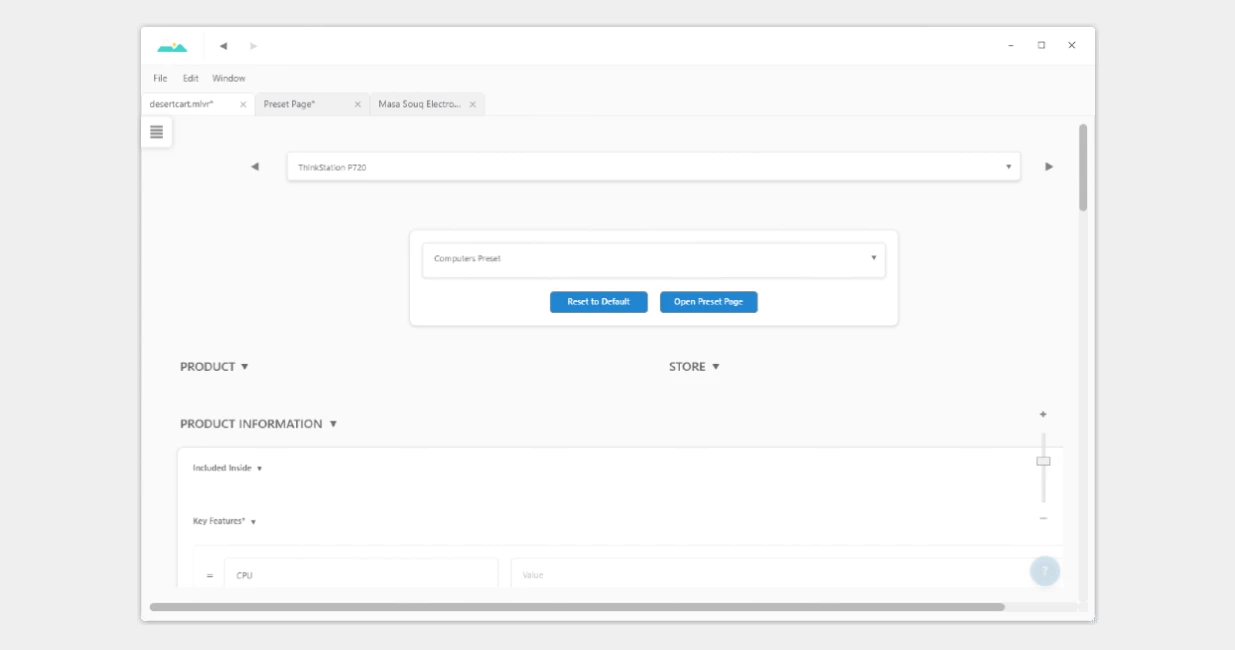 File Edit Window
desertcart.mlvr* Preset Page* Masa Souq Electro...
ThinkStation P720
Computers Preset
Reset to Default Open Preset Page
PRODUCT STORE
PRODUCT INFORMATION
Included Inside
Key Features*
= CPU Value
?